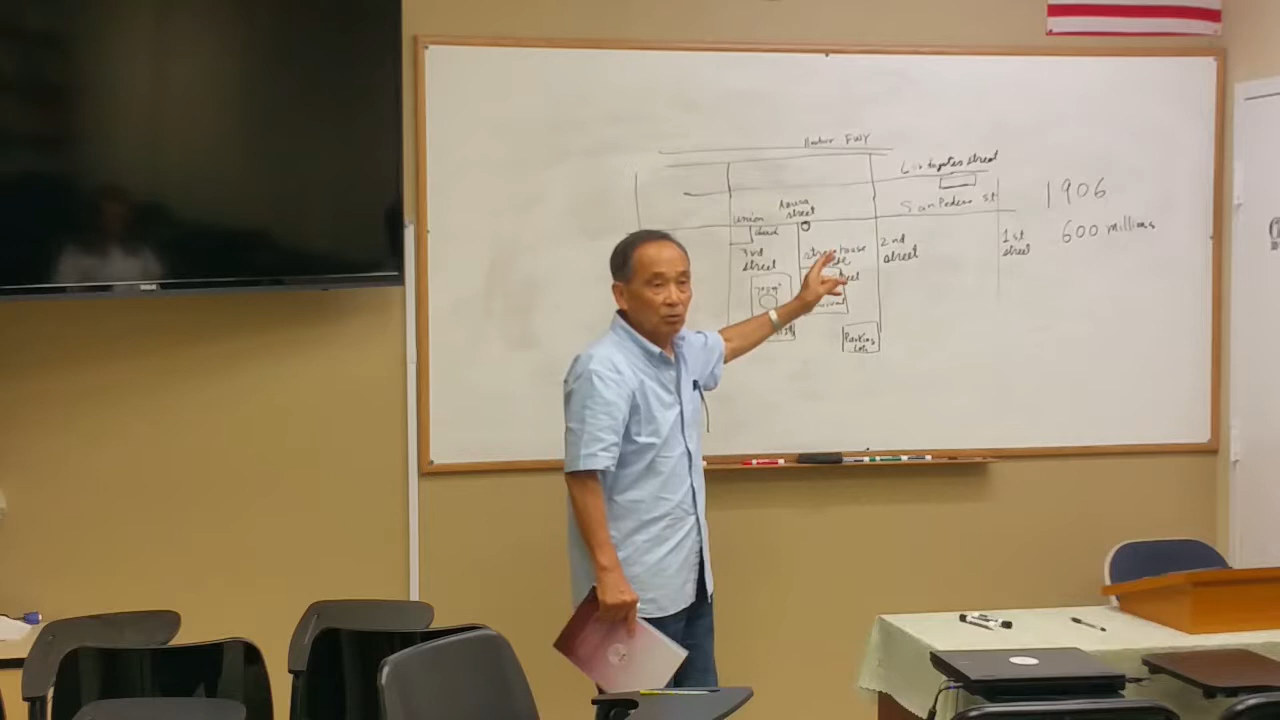 Harbor FWY
Los Angeles street
San Pedro St
1906
600 millions
Azusa
street
Union
church
3rd
street
2nd
street
1st
street
Parking
Lots